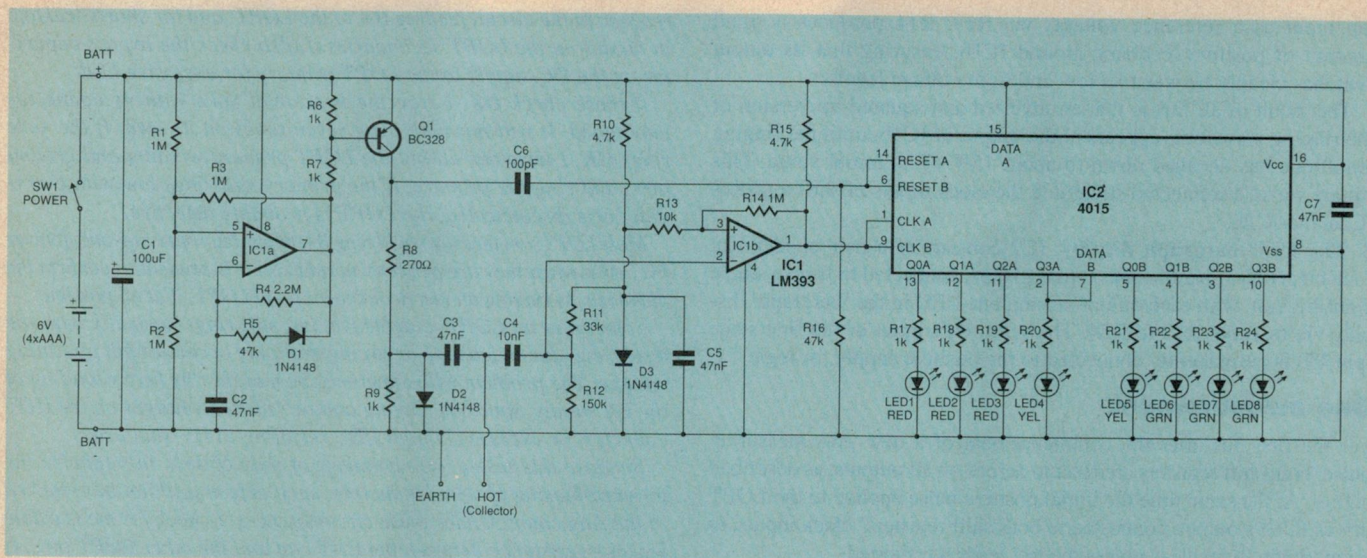 BATT
+
R1
1M
R2
1M
R3
1M
SW1
POWER
C1
100uF
+
6V
(4xAAA)
BATT
-
R4 2.2M
R5
47k
C2
47nF
D1
1N4148
5
6
+
-
8
7
IC1a
R6
1k
R7
1k
Q1
BC328
C6
100pF
R8
270Ω
R9
1k
C3
47nF
C4
10nF
D2
1N4148
EARTH
HOT
(Collector)
R10
4.7k
R11
33k
R12
150k
R13
10k
R14 1M
D3
1N4148
C5
47nF
3
2
+
-
4
1
IC1b
IC1
LM393
R15
4.7k
R16
47k
15
DATA
A
14
RESET A
6
RESET B
1
CLK A
9
CLK B
IC2
4015
Vcc
16
Vss
8
C7
47nF
Q0A
Q1A
Q2A
Q3A
DATA
B
Q0B
Q1B
Q2B
Q3B
13
12
11
2
7
5
4
3
10
R17
1k
R18
1k
R19
1k
R20
1k
R21
1k
R22
1k
R23
1k
R24
1k
LED1
RED
LED2
RED
LED3
RED
LED4
YEL
LED5
YEL
LED6
GRN
LED7
GRN
LED8
GRN